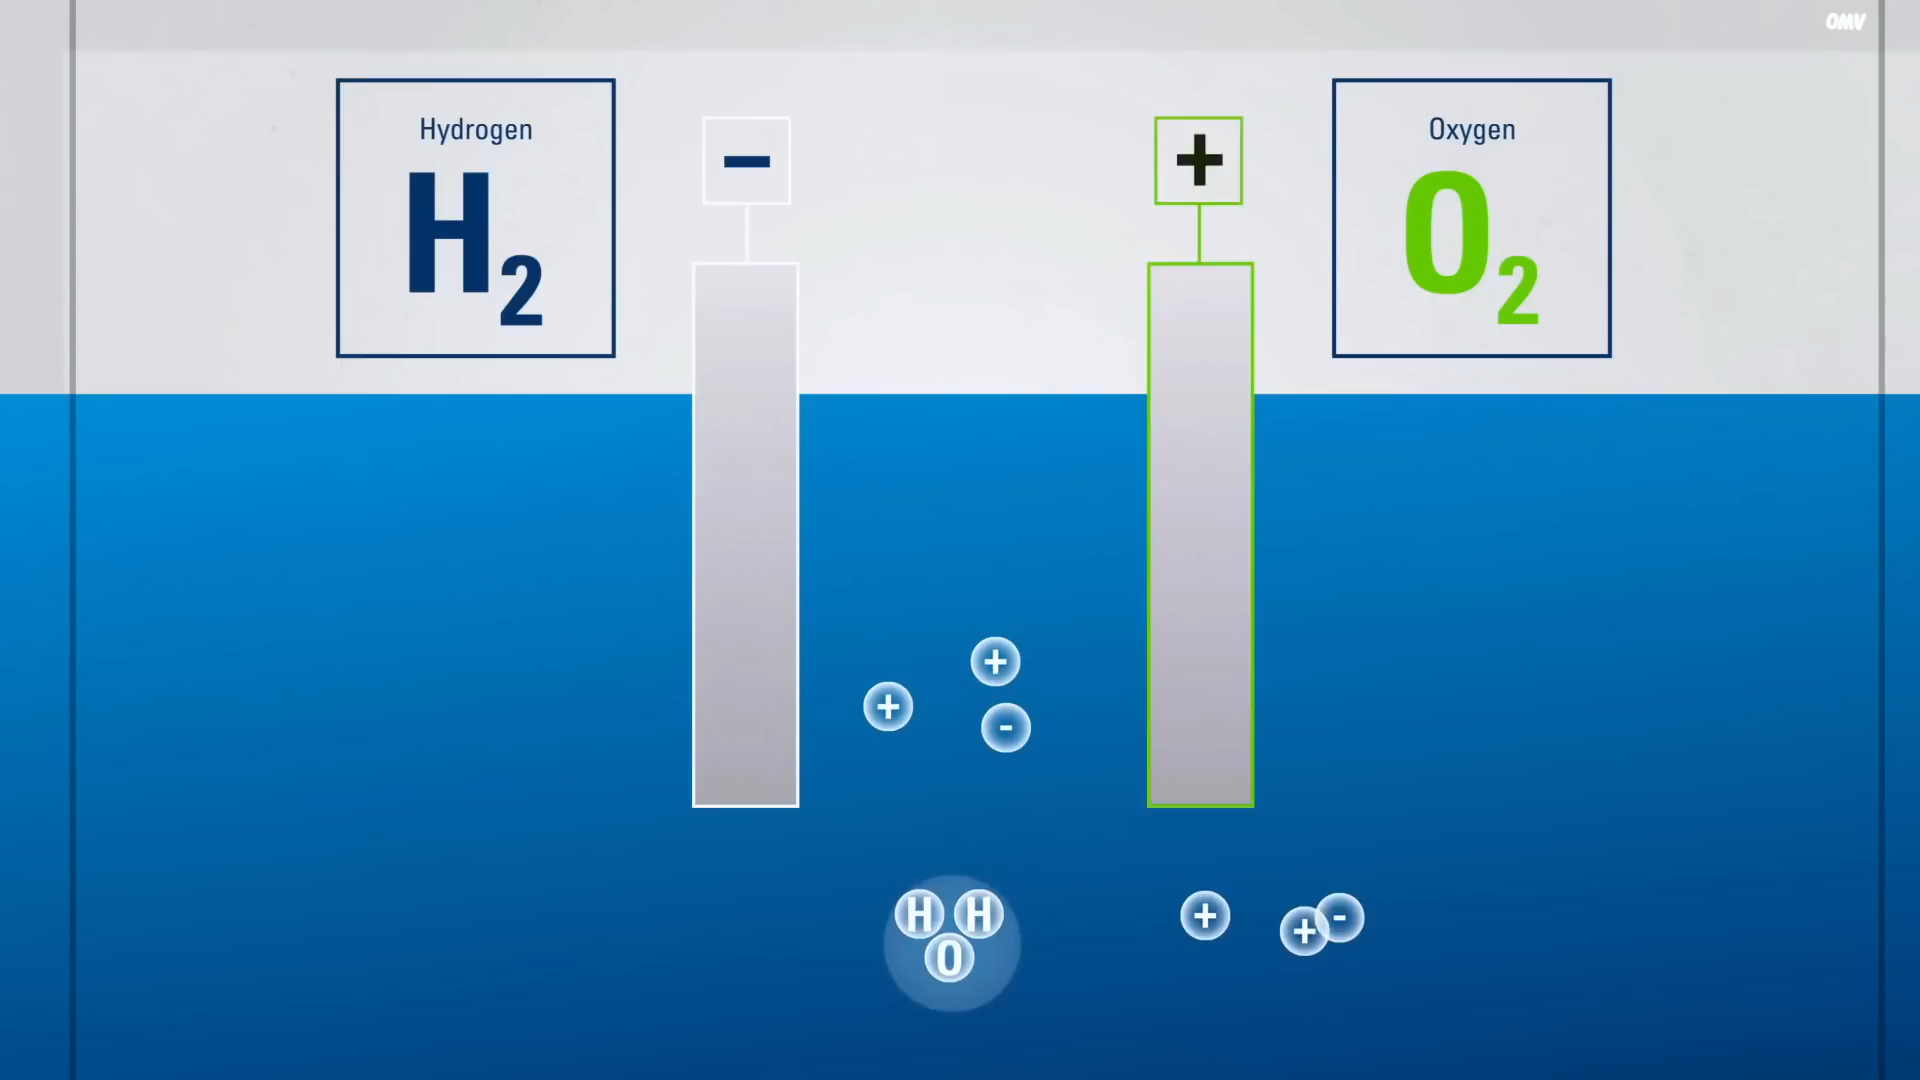 OMV
Hydrogen
H2
−
+
Oxygen
O2
+
+
-
H H
O
+
+
-